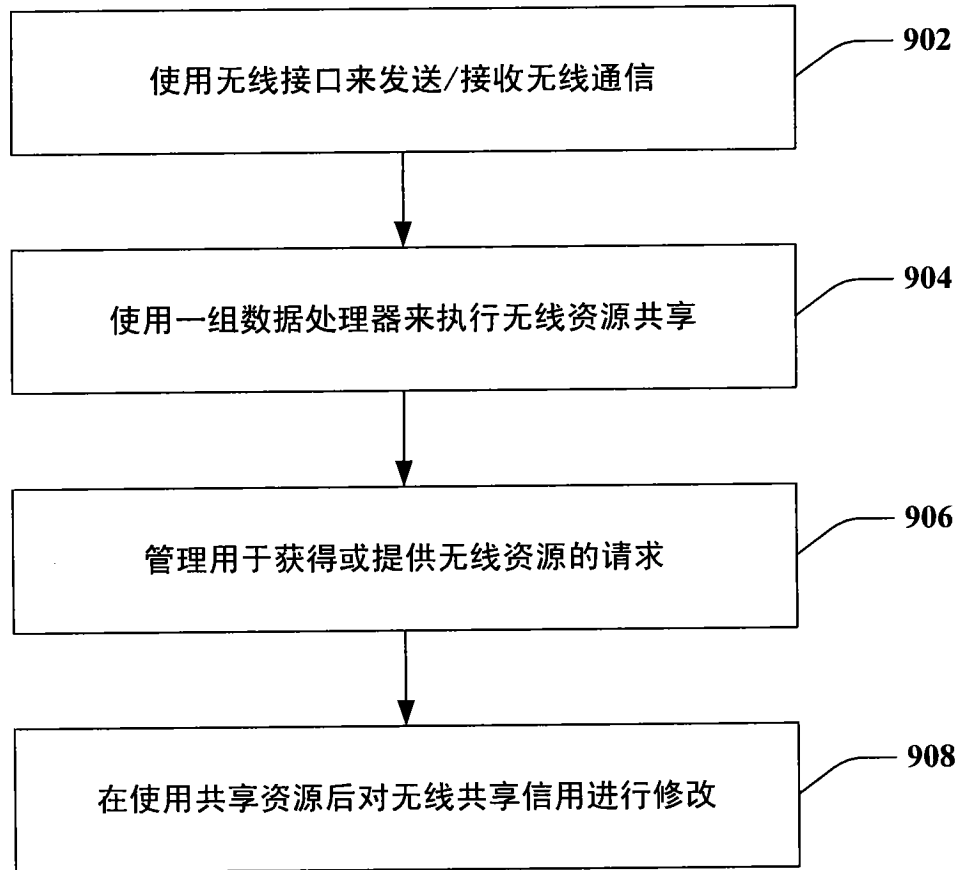 902
使用无线接口来发送/接收无线通信
904
使用一组数据处理器来执行无线资源共享
906
管理用于获得或提供无线资源的请求
908
在使用共享资源后对无线共享信用进行修改